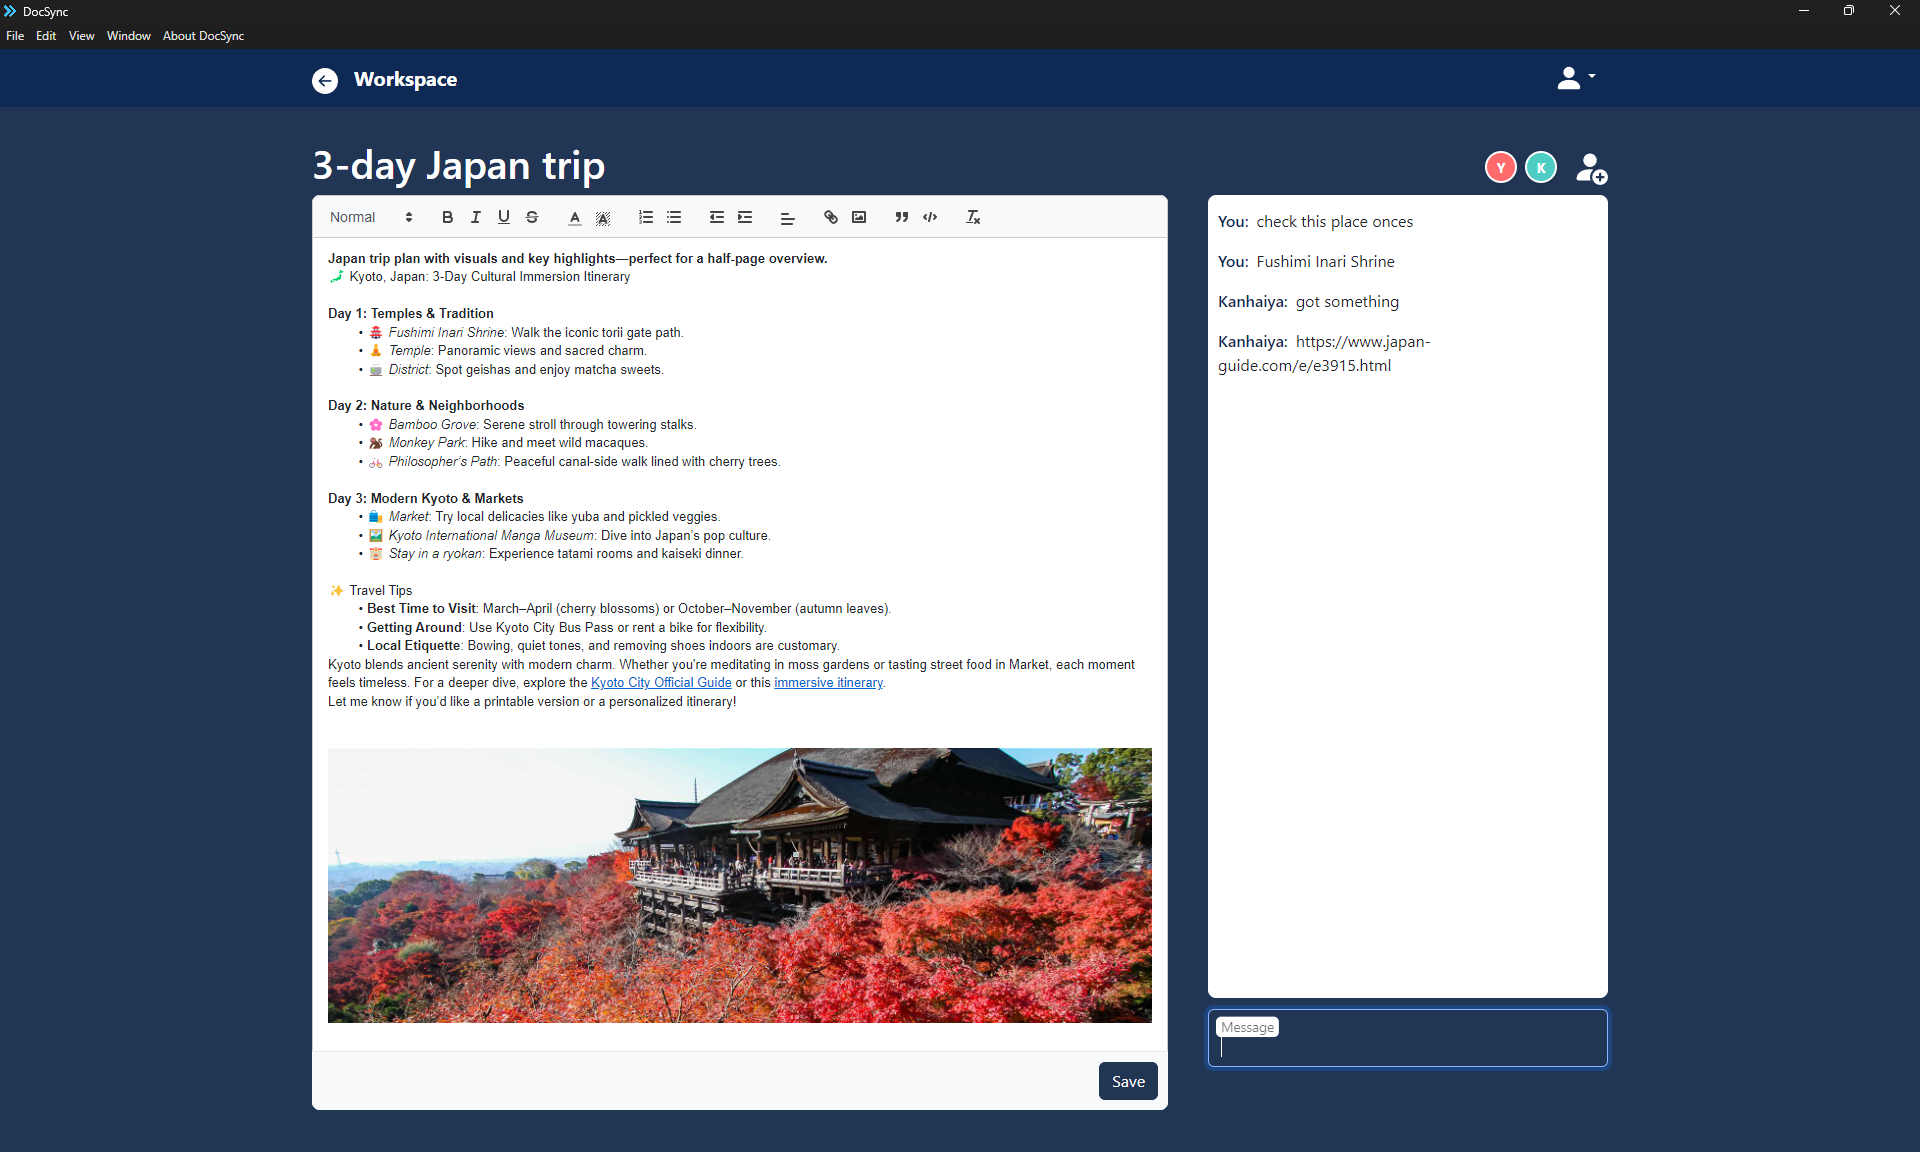 DocSync
File Edit View Window About DocSync
Workspace
3-day Japan trip
Y K
Normal
Japan trip plan with visuals and key highlights—perfect for a half-page overview.
🗾 Kyoto, Japan: 3-Day Cultural Immersion Itinerary
Day 1: Temples & Tradition
• Fushimi Inari Shrine: Walk the iconic torii gate path.
• Temple: Panoramic views and sacred charm.
• District: Spot geishas and enjoy matcha sweets.
Day 2: Nature & Neighborhoods
• Bamboo Grove: Serene stroll through towering stalks.
• Monkey Park: Hike and meet wild macaques.
• Philosopher's Path: Peaceful canal-side walk lined with cherry trees.
Day 3: Modern Kyoto & Markets
• Market: Try local delicacies like yuba and pickled veggies.
• Kyoto International Manga Museum: Dive into Japan's pop culture.
• Stay in a ryokan: Experience tatami rooms and kaiseki dinner.
✨ Travel Tips
• Best Time to Visit: March–April (cherry blossoms) or October–November (autumn leaves).
• Getting Around: Use Kyoto City Bus Pass or rent a bike for flexibility.
• Local Etiquette: Bowing, quiet tones, and removing shoes indoors are customary.
Kyoto blends ancient serenity with modern charm. Whether you're meditating in moss gardens or tasting street food in Market, each moment
feels timeless. For a deeper dive, explore the Kyoto City Official Guide or this immersive itinerary.
Let me know if you'd like a printable version or a personalized itinerary!
Save
You: check this place onces
You: Fushimi Inari Shrine
Kanhaiya: got something
Kanhaiya: https://www.japan-
guide.com/e/e3915.html
Message